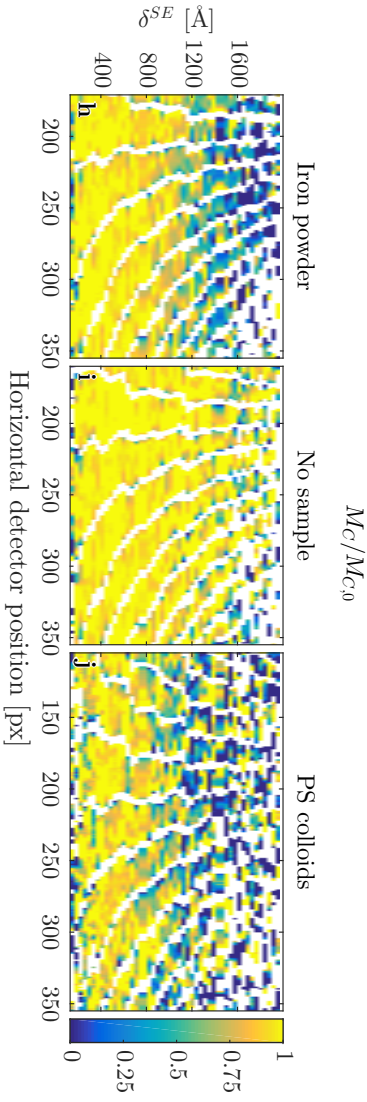 M_C/M_{C,0}
Iron powder
No sample
PS colloids
δ^{SE} [Å]
1600
1200
800
400
h
i
j
200 250 300 350
200 250 300 350
150 200 250 300 350
Horizontal detector position [px]
1
0.75
0.5
0.25
0